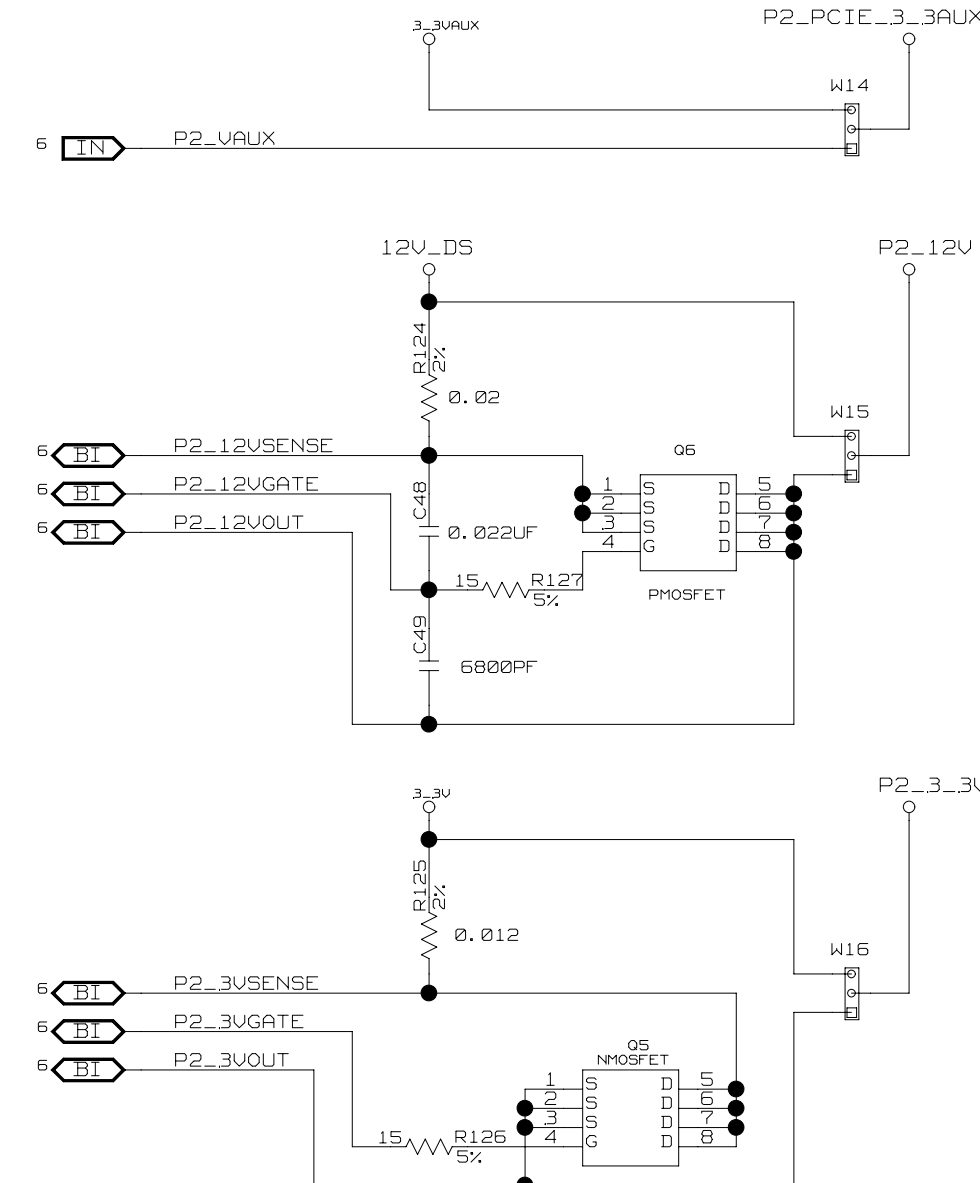 3_3VAUX
P2_PCIE_3_3AUX
W14
6 IN P2_VAUX
12V_DS
P2_12V
R124
2%
0.02
W15
6 BI P2_12VSENSE
6 BI P2_12VGATE
6 BI P2_12VOUT
C48
0.022UF
Q6
1 S D 5
2 S D 6
3 S D 7
4 G D 8
PMOSFET
15 R127
5%
C49
6800PF
3_3V
P2_3_3V
R125
2%
0.012
W16
6 BI P2_3VSENSE
6 BI P2_3VGATE
6 BI P2_3VOUT
Q5
NMOSFET
1 S D 5
2 S D 6
3 S D 7
4 G D 8
15 R126
5%